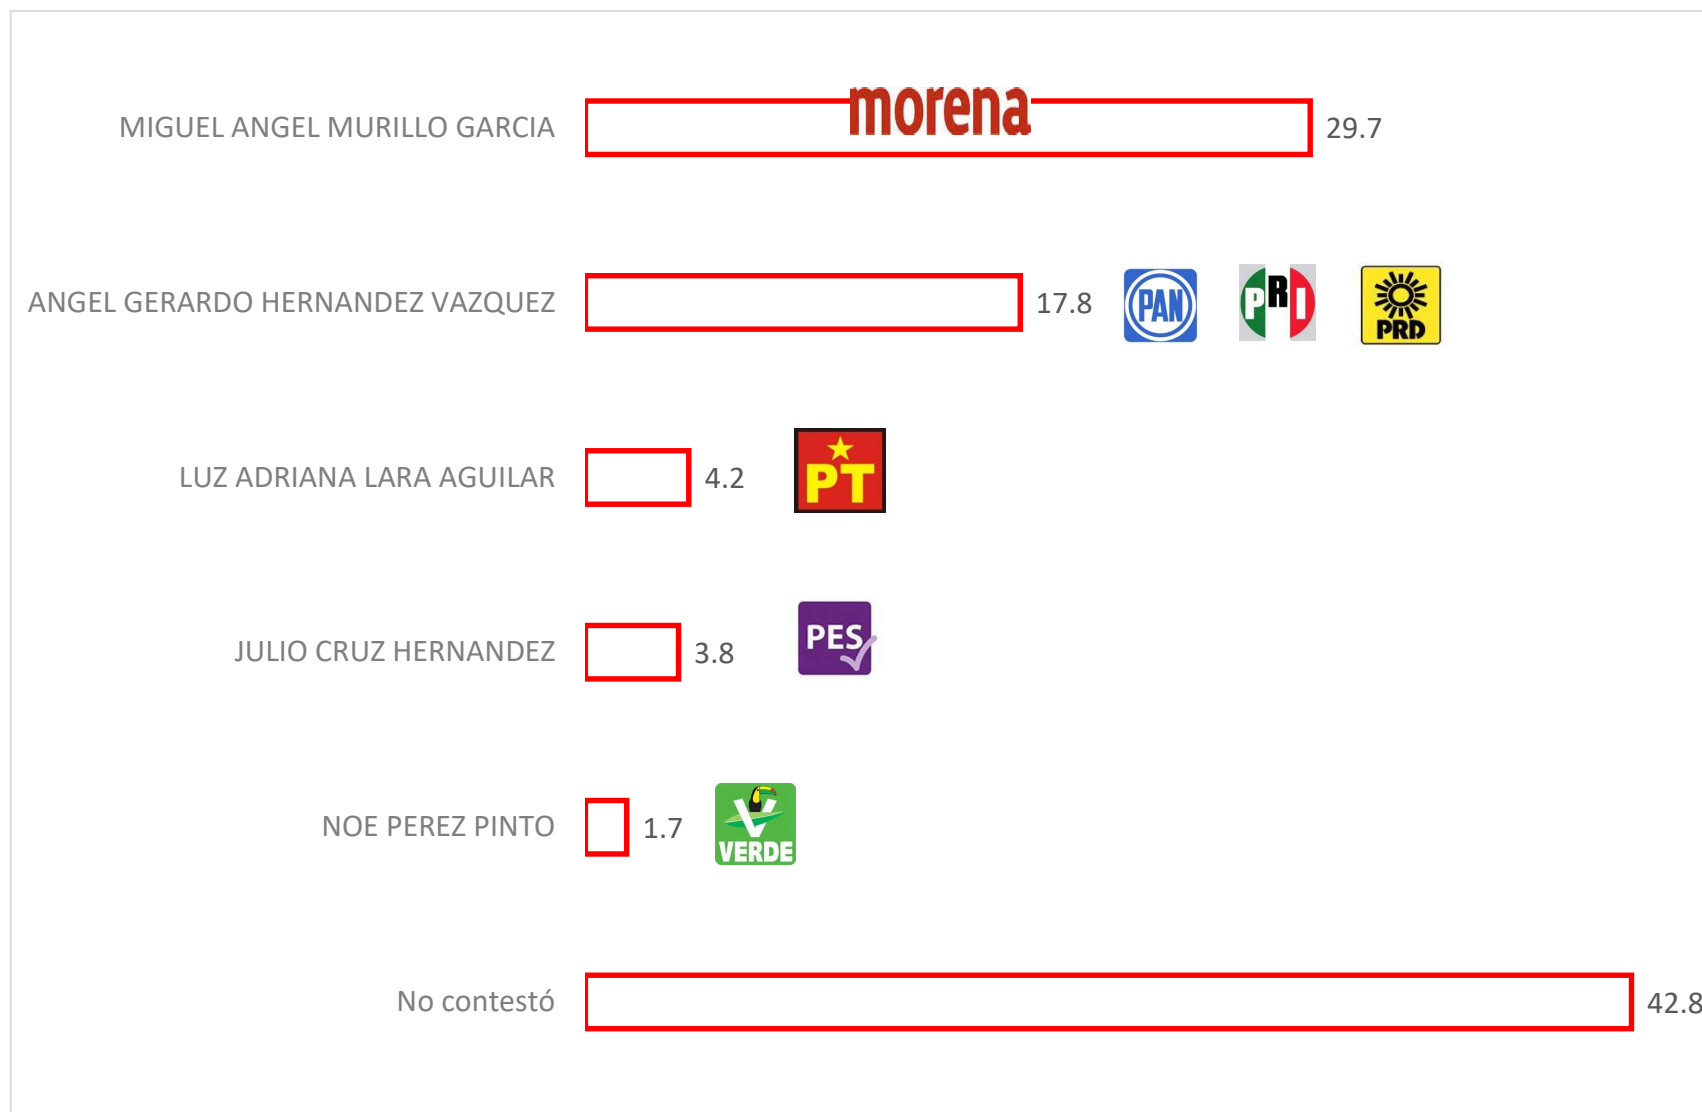 MIGUEL ANGEL MURILLO GARCIA morena 29.7
ANGEL GERARDO HERNANDEZ VAZQUEZ 17.8 PAN PRI PRD
LUZ ADRIANA LARA AGUILAR 4.2 PT
JULIO CRUZ HERNANDEZ 3.8 PES
NOE PEREZ PINTO 1.7 V VERDE
No contestó 42.8